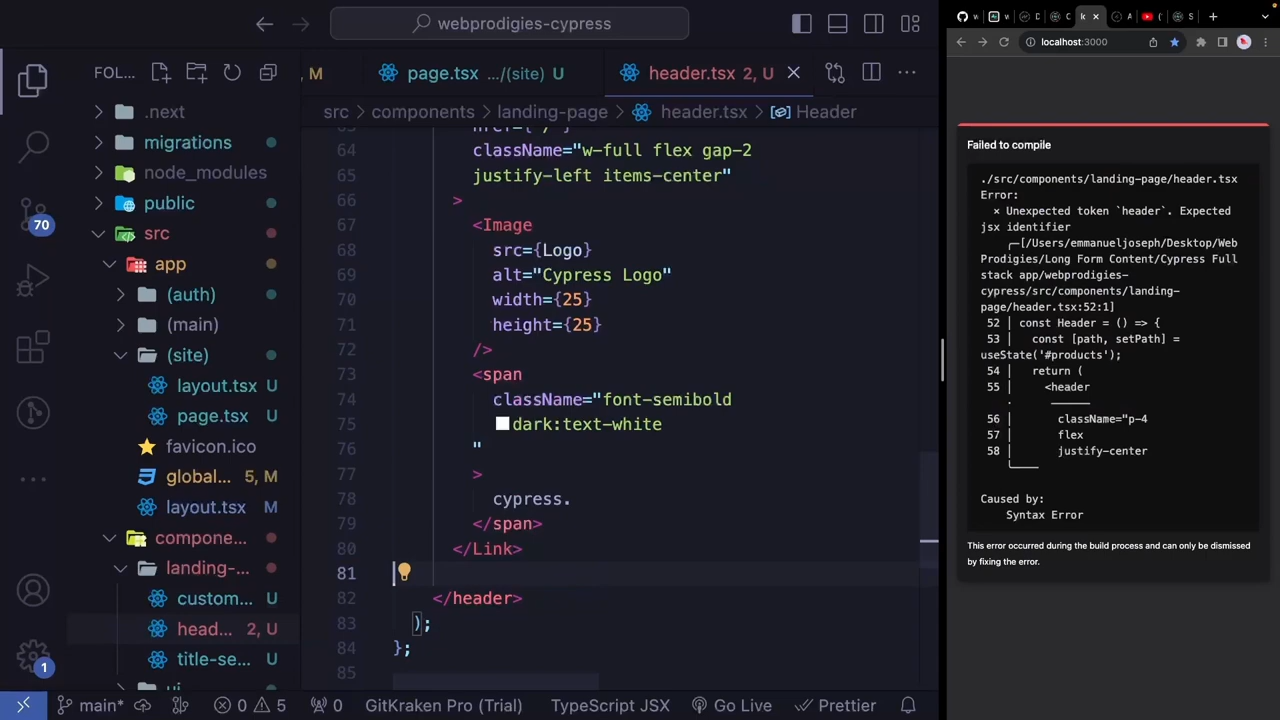 webprodigies-cypress
FOL...
M
page.tsx .../(site) U
header.tsx 2, U
src > components > landing-page > header.tsx > Header
.next
migrations
node_modules
public
src
app
(auth)
(main)
(site)
layout.tsx U
page.tsx U
favicon.ico
global... 5, M
layout.tsx M
compone...
landing-...
custom... U
head... 2, U
title-se... U
ui
70
1
64 className="w-full flex gap-2
65 justify-left items-center"
66 >
67 <Image
68 src={Logo}
69 alt="Cypress Logo"
70 width={25}
71 height={25}
72 />
73 <span
74 className="font-semibold
75 dark:text-white
76 "
77 >
78 cypress.
79 </span>
80 </Link>
81
82 </header>
83 );
84 };
85
main* 0 5 0 GitKraken Pro (Trial) TypeScript JSX Go Live Prettier
localhost:3000
Failed to compile
./src/components/landing-page/header.tsx
Error:
× Unexpected token `header`. Expected
jsx identifier
╭─[/Users/emmanueljoseph/Desktop/Web
Prodigies/Long Form Content/Cypress Full
stack app/webprodigies-
cypress/src/components/landing-
page/header.tsx:52:1]
52 │ const Header = () => {
53 │ const [path, setPath] =
useState('#products');
54 │ return (
55 │ <header
56 │ className="p-4
57 │ flex
58 │ justify-center
Caused by:
Syntax Error
This error occurred during the build process and can only be dismissed
by fixing the error.